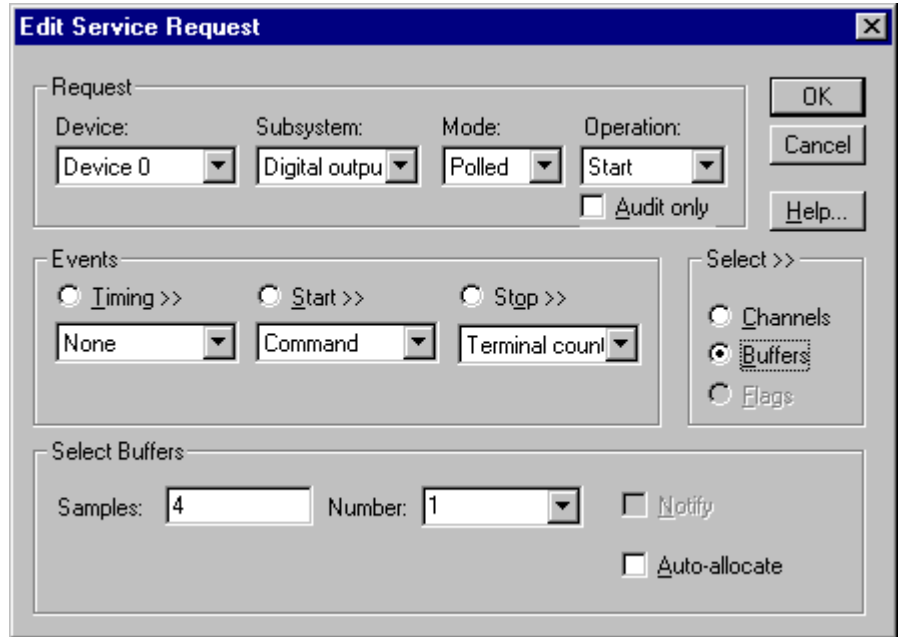 Edit Service Request
Request
Device: Subsystem: Mode: Operation:
Device 0 Digital outpu Polled Start
Audit only
OK
Cancel
Help...
Events
Timing >> Start >> Stop >>
None Command Terminal count
Select >>
Channels
Buffers
Flags
Select Buffers
Samples: 4 Number: 1 Notify
Auto-allocate